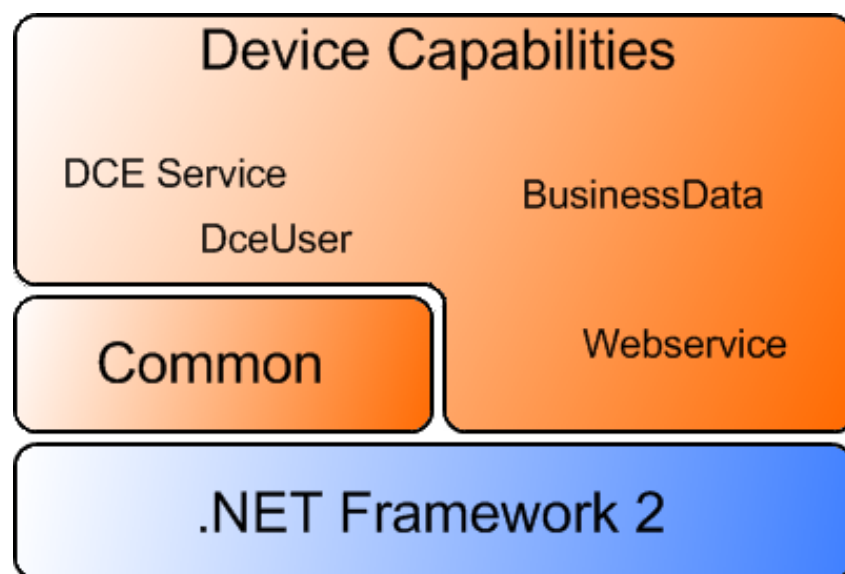 Device Capabilities
DCE Service
BusinessData
DceUser
Webservice
Common
.NET Framework 2